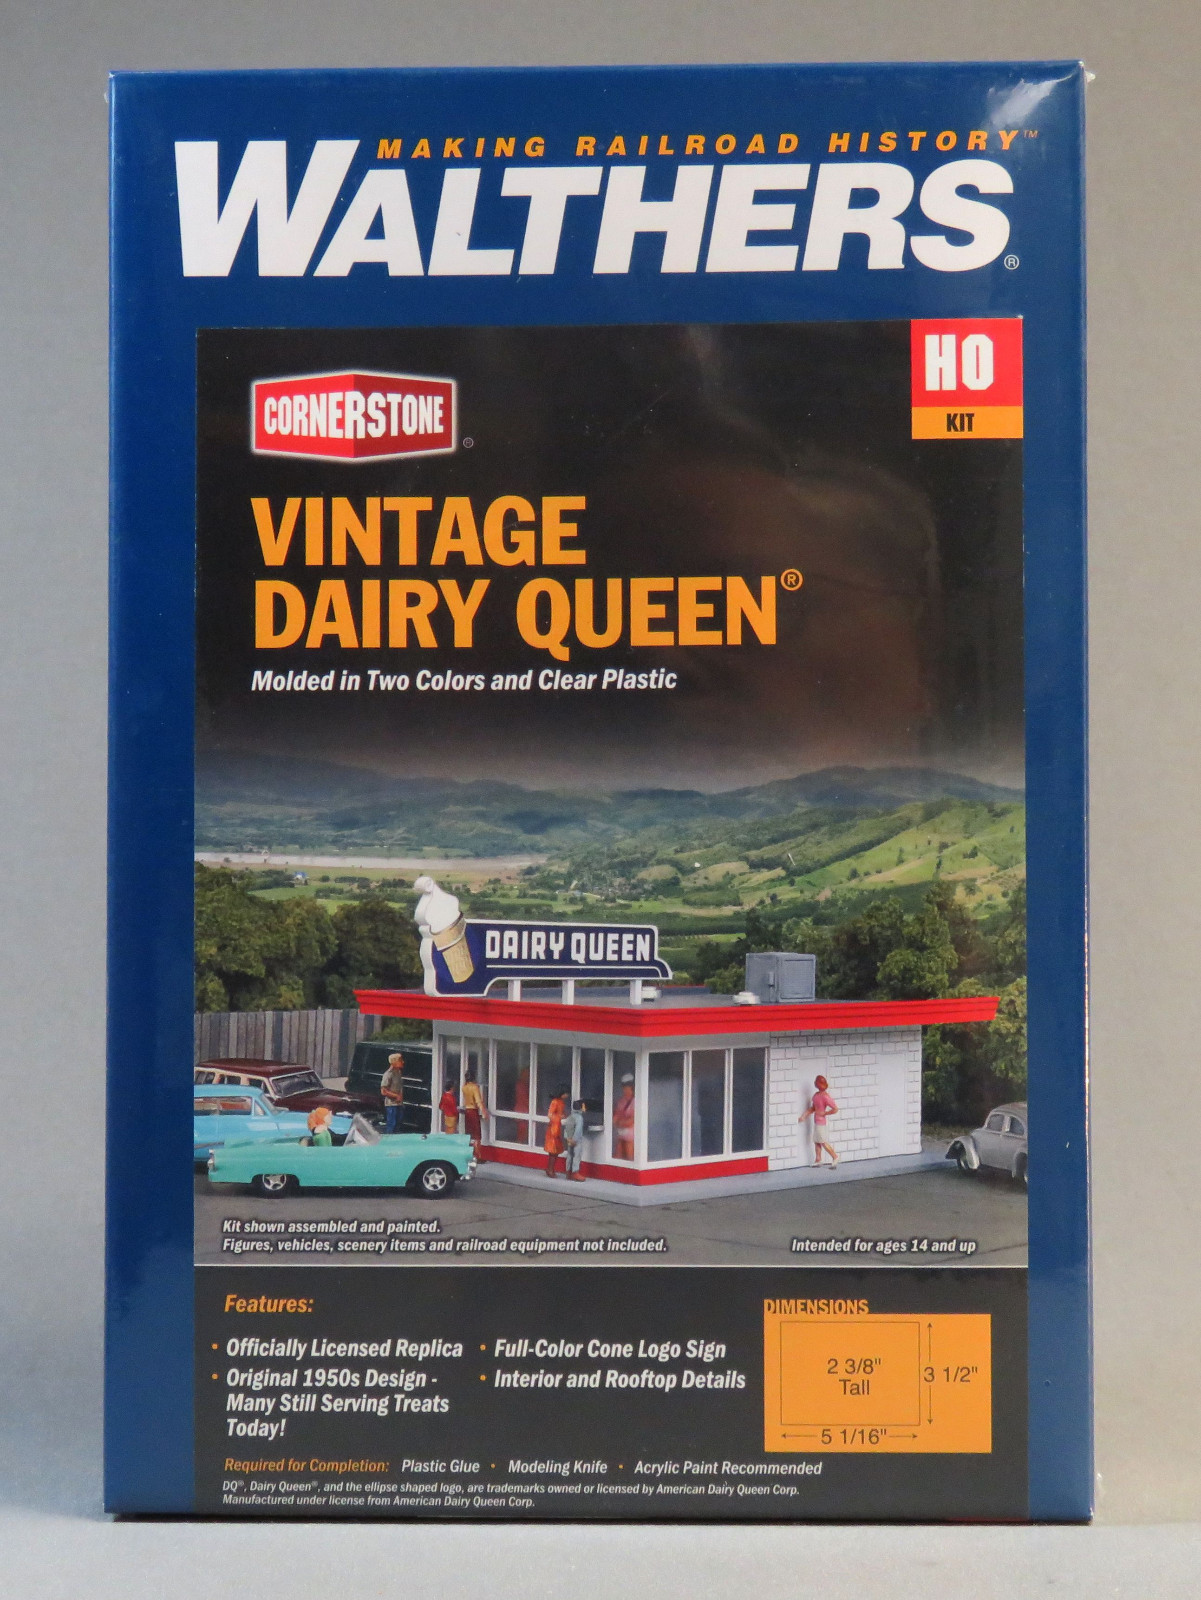 MAKING RAILROAD HISTORY™
WALTHERS®
HO
KIT
CORNERSTONE®
VINTAGE
DAIRY QUEEN®
Molded in Two Colors and Clear Plastic
DAIRY QUEEN
Kit shown assembled and painted.
Figures, vehicles, scenery items and railroad equipment not included.
Intended for ages 14 and up
Features:
• Officially Licensed Replica
• Original 1950s Design -
Many Still Serving Treats
Today!
• Full-Color Cone Logo Sign
• Interior and Rooftop Details
DIMENSIONS
2 3/8"
Tall
3 1/2"
5 1/16"
Required for Completion: Plastic Glue • Modeling Knife • Acrylic Paint Recommended
DQ®, Dairy Queen®, and the ellipse shaped logo, are trademarks owned or licensed by American Dairy Queen Corp.
Manufactured under license from American Dairy Queen Corp.